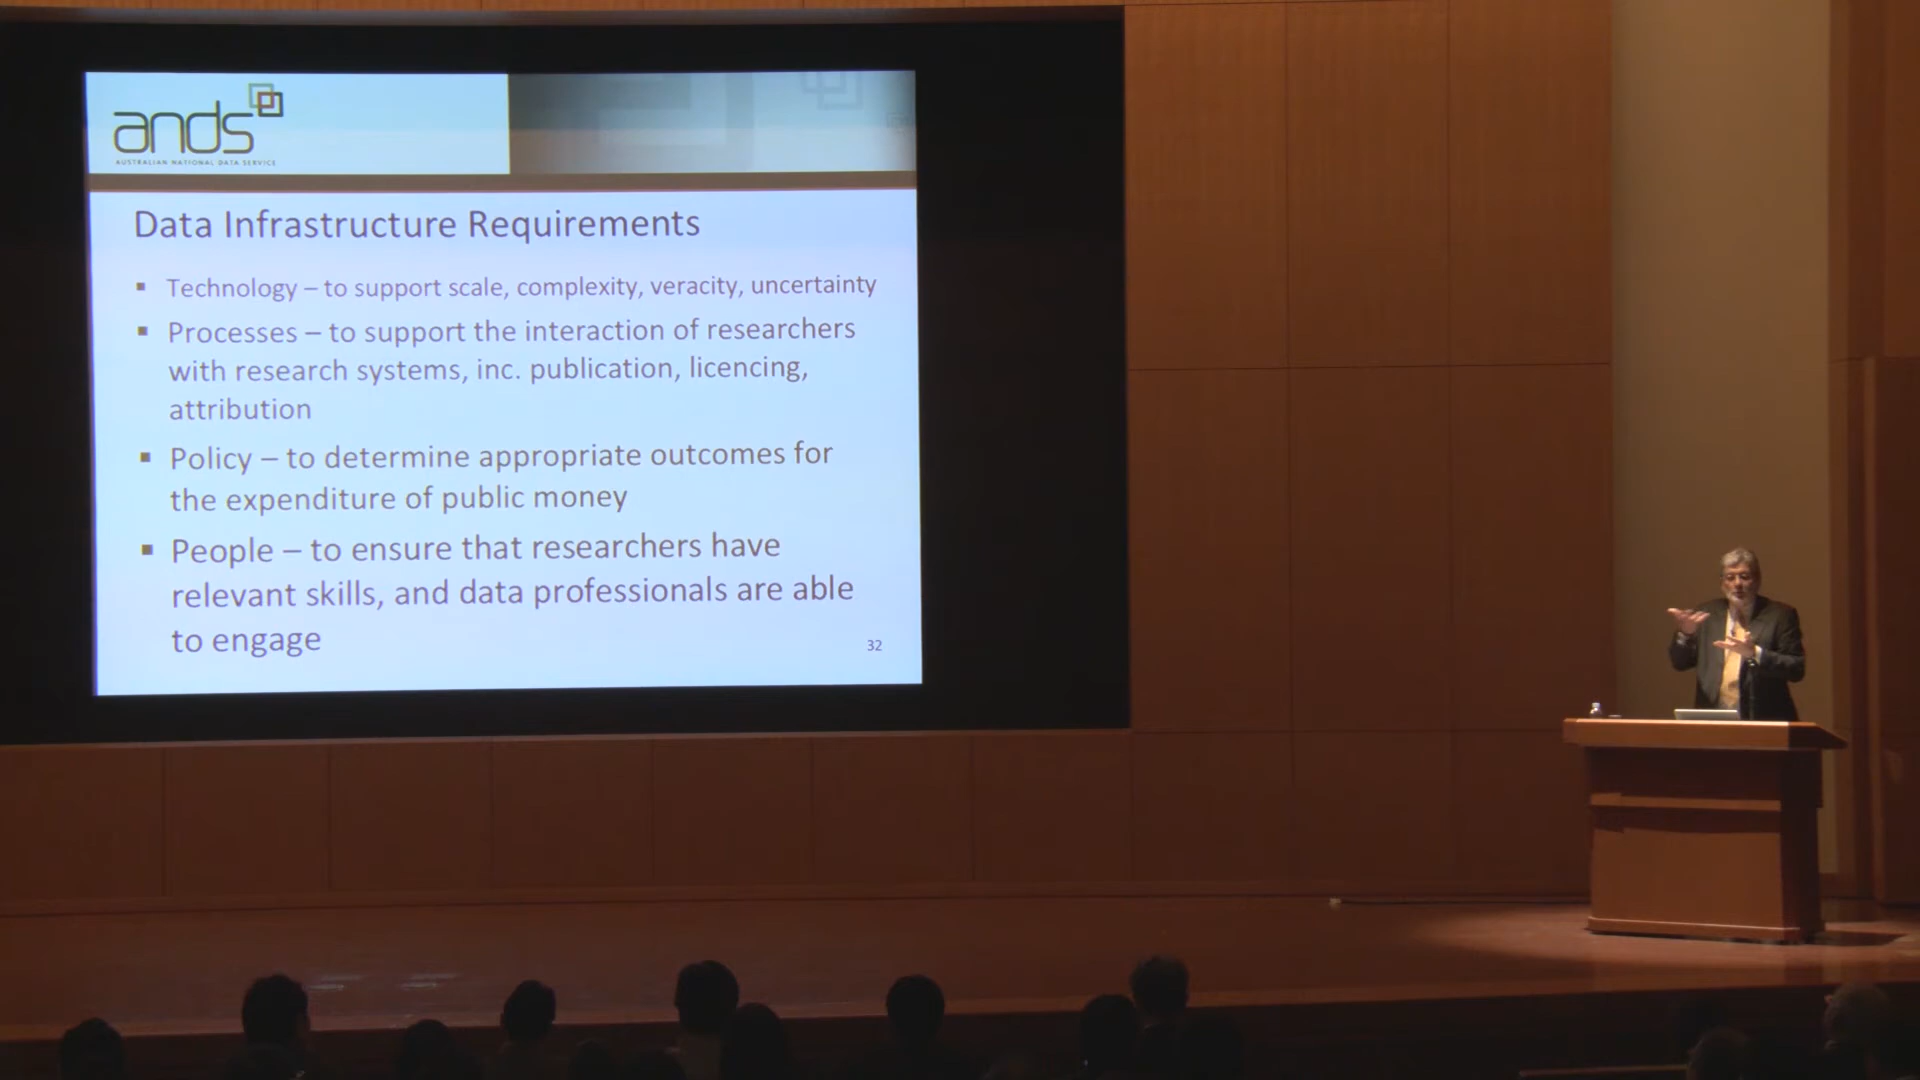 ands
AUSTRALIAN NATIONAL DATA SERVICE
Data Infrastructure Requirements
▪ Technology – to support scale, complexity, veracity, uncertainty
▪ Processes – to support the interaction of researchers
with research systems, inc. publication, licencing,
attribution
▪ Policy – to determine appropriate outcomes for
the expenditure of public money
▪ People – to ensure that researchers have
relevant skills, and data professionals are able
to engage
32